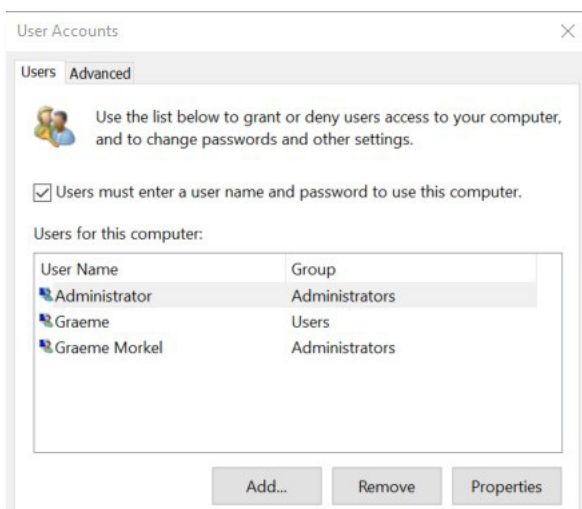 User Accounts
Users Advanced
Use the list below to grant or deny users access to your computer,
and to change passwords and other settings.
Users must enter a user name and password to use this computer.
Users for this computer:
User Name Group
Administrator Administrators
Graeme Users
Graeme Morkel Administrators
Add... Remove Properties